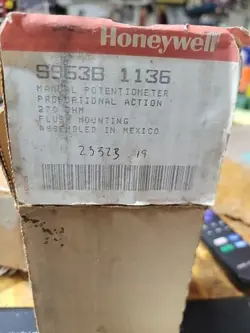 Honeywell
S963B 1136
MANUAL POTENTIOMETER
PROPORTIONAL ACTION
270 OHM
FLUSH MOUNTING
ASSEMBLED IN MEXICO
23323 19